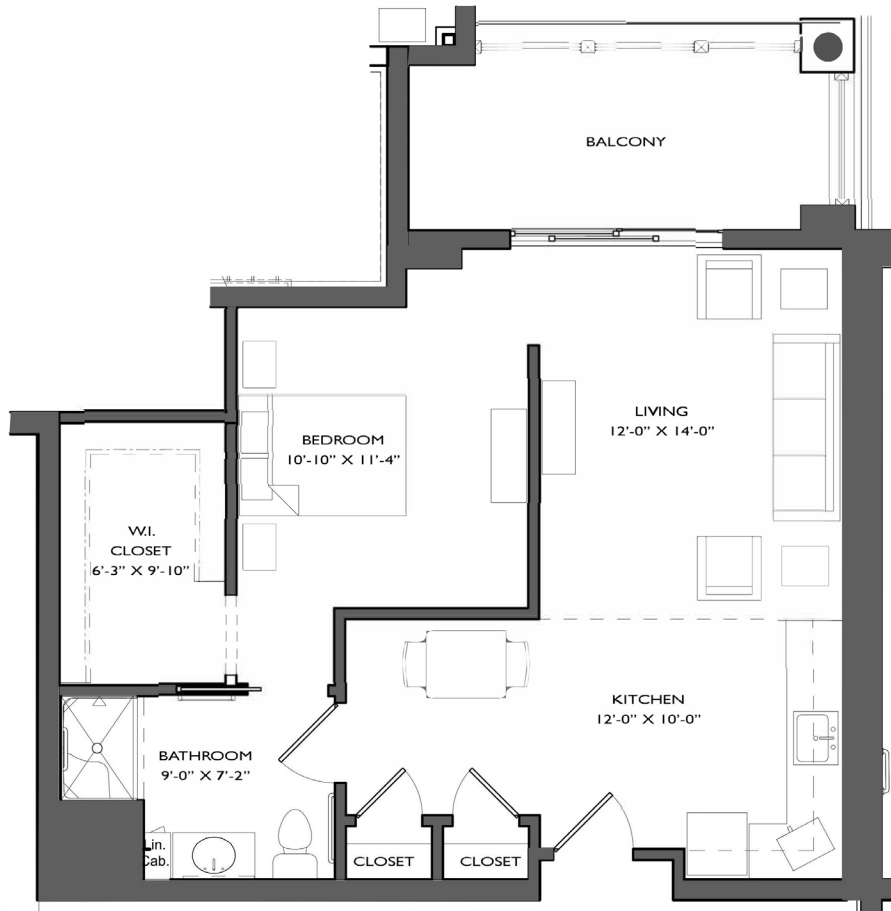 BALCONY
LIVING
12'-0" X 14'-0"
BEDROOM
10'-10" X 11'-4"
W.I.
CLOSET
6'-3" X 9'-10"
KITCHEN
12'-0" X 10'-0"
BATHROOM
9'-0" X 7'-2"
Lin.
Cab.
CLOSET
CLOSET